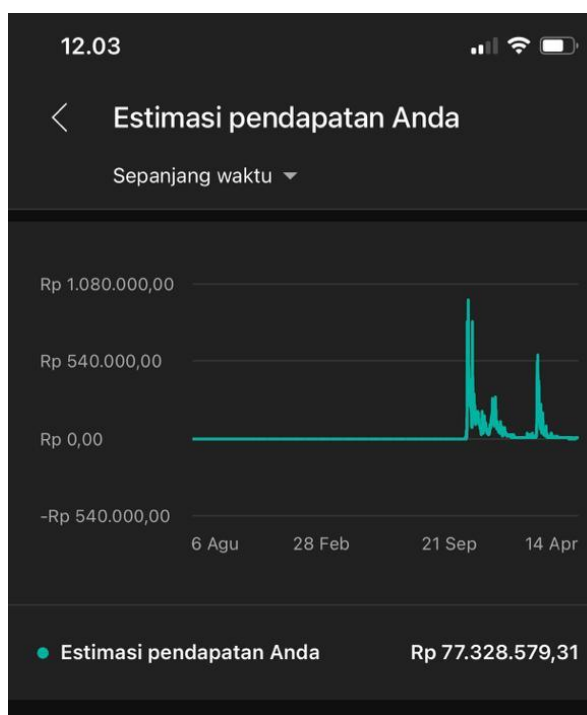 12.03
Estimasi pendapatan Anda
Sepanjang waktu
Rp 1.080.000,00
Rp 540.000,00
Rp 0,00
-Rp 540.000,00
6 Agu 28 Feb 21 Sep 14 Apr
Estimasi pendapatan Anda Rp 77.328.579,31